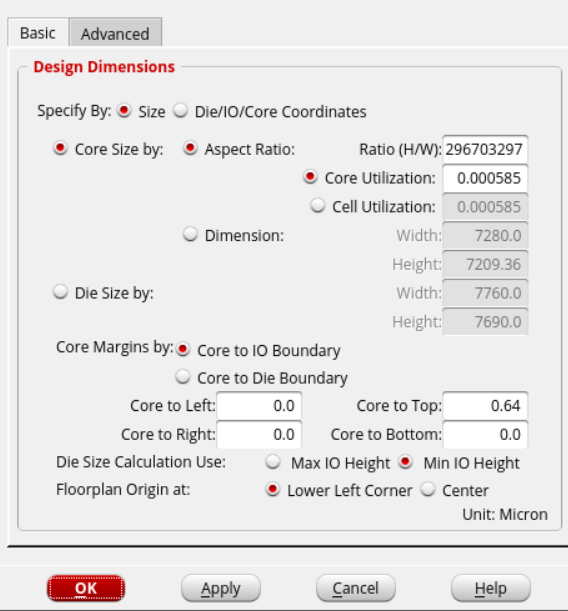 Basic Advanced
Design Dimensions
Specify By: Size Die/IO/Core Coordinates
Core Size by: Aspect Ratio: Ratio (H/W): 296703297
Core Utilization: 0.000585
Cell Utilization: 0.000585
Dimension: Width: 7280.0
Height: 7209.36
Die Size by: Width: 7760.0
Height: 7690.0
Core Margins by: Core to IO Boundary
Core to Die Boundary
Core to Left: 0.0 Core to Top: 0.64
Core to Right: 0.0 Core to Bottom: 0.0
Die Size Calculation Use: Max IO Height Min IO Height
Floorplan Origin at: Lower Left Corner Center
Unit: Micron
OK Apply Cancel Help